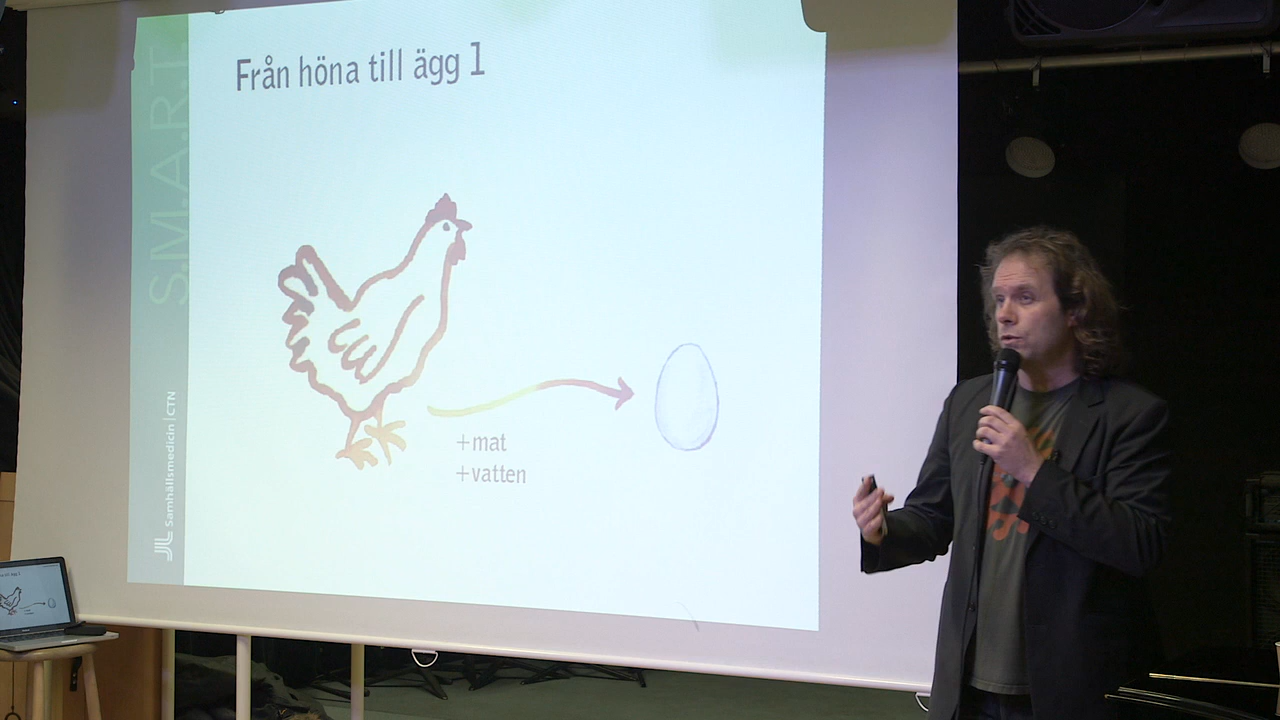 Från höna till ägg 1
+mat
+vatten
S.M.A.R.T.
Samhällsmedicin | CTN